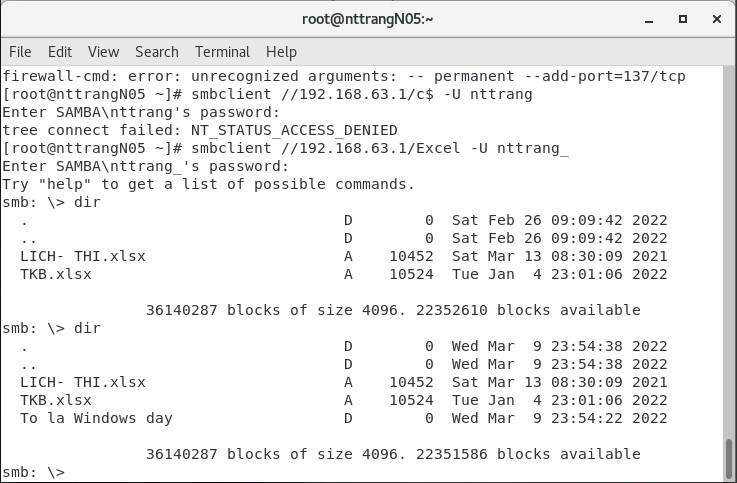 root@nttrangN05:~
File Edit View Search Terminal Help
firewall-cmd: error: unrecognized arguments: -- permanent --add-port=137/tcp
[root@nttrangN05 ~]# smbclient //192.168.63.1/c$ -U nttrang
Enter SAMBA\nttrang's password:
tree connect failed: NT_STATUS_ACCESS_DENIED
[root@nttrangN05 ~]# smbclient //192.168.63.1/Excel -U nttrang_
Enter SAMBA\nttrang_'s password:
Try "help" to get a list of possible commands.
smb: \> dir
  .                                   D        0  Sat Feb 26 09:09:42 2022
  ..                                  D        0  Sat Feb 26 09:09:42 2022
  LICH- THI.xlsx                      A    10452  Sat Mar 13 08:30:09 2021
  TKB.xlsx                            A    10524  Tue Jan  4 23:01:06 2022
                36140287 blocks of size 4096. 22352610 blocks available
smb: \> dir
  .                                   D        0  Wed Mar  9 23:54:38 2022
  ..                                  D        0  Wed Mar  9 23:54:38 2022
  LICH- THI.xlsx                      A    10452  Sat Mar 13 08:30:09 2021
  TKB.xlsx                            A    10524  Tue Jan  4 23:01:06 2022
  To la Windows day                   D        0  Wed Mar  9 23:54:22 2022
                36140287 blocks of size 4096. 22351586 blocks available
smb: \>